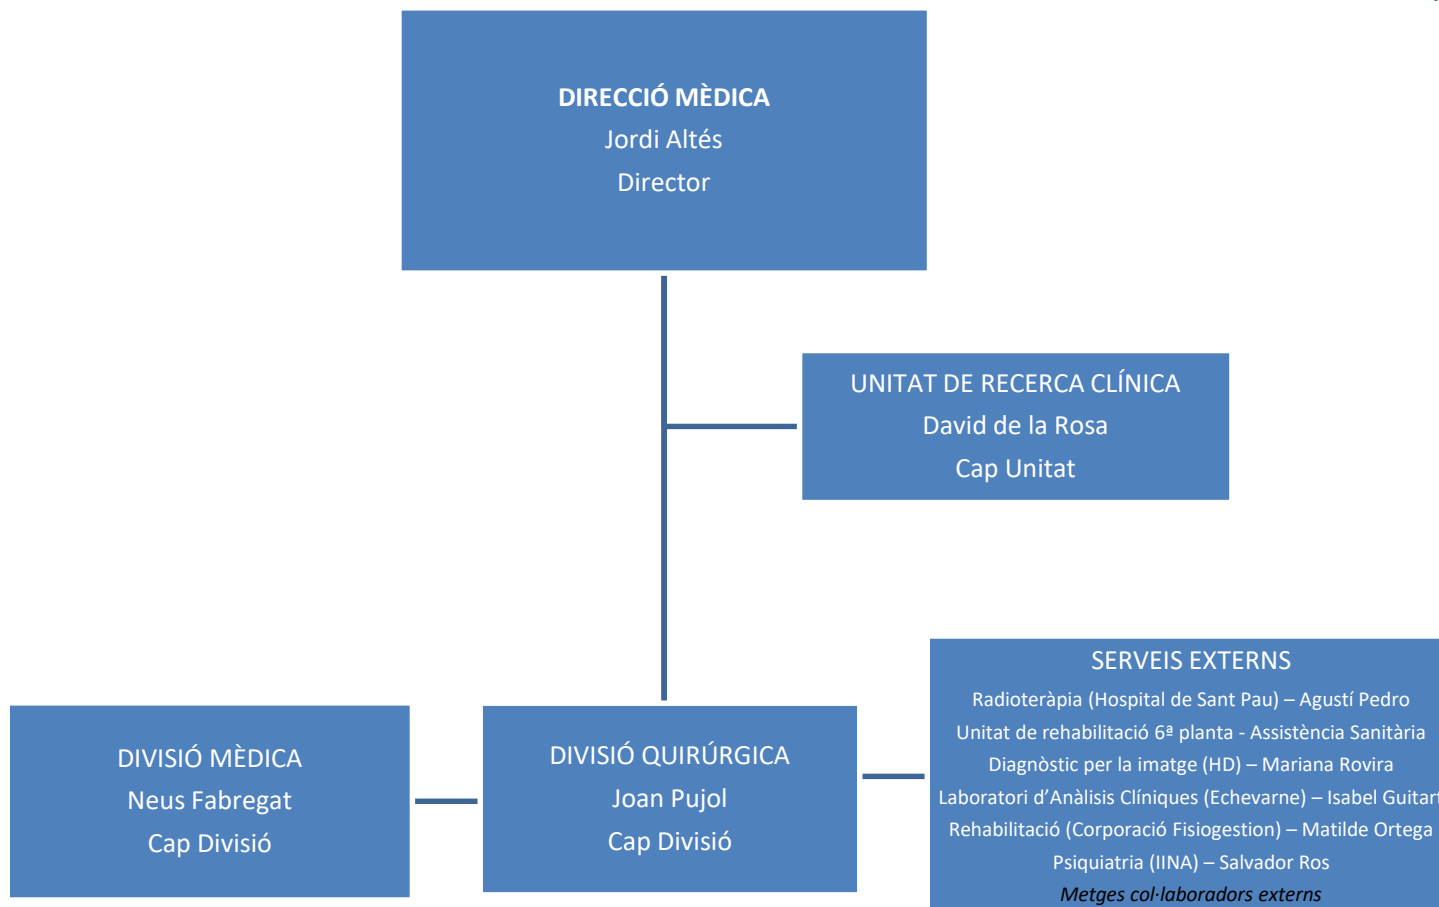 DIRECCIÓ MÈDICA
Jordi Altés
Director
UNITAT DE RECERCA CLÍNICA
David de la Rosa
Cap Unitat
DIVISIÓ MÈDICA
Neus Fabregat
Cap Divisió
DIVISIÓ QUIRÚRGICA
Joan Pujol
Cap Divisió
SERVEIS EXTERNS
Radioteràpia (Hospital de Sant Pau) – Agustí Pedro
Unitat de rehabilitació 6ª planta - Assistència Sanitària
Diagnòstic per la imatge (HD) – Mariana Rovira
Laboratori d’Anàlisis Clíniques (Echevarne) – Isabel Guitart
Rehabilitació (Corporació Fisiogestion) – Matilde Ortega
Psiquiatria (IINA) – Salvador Ros
Metges col·laboradors externs